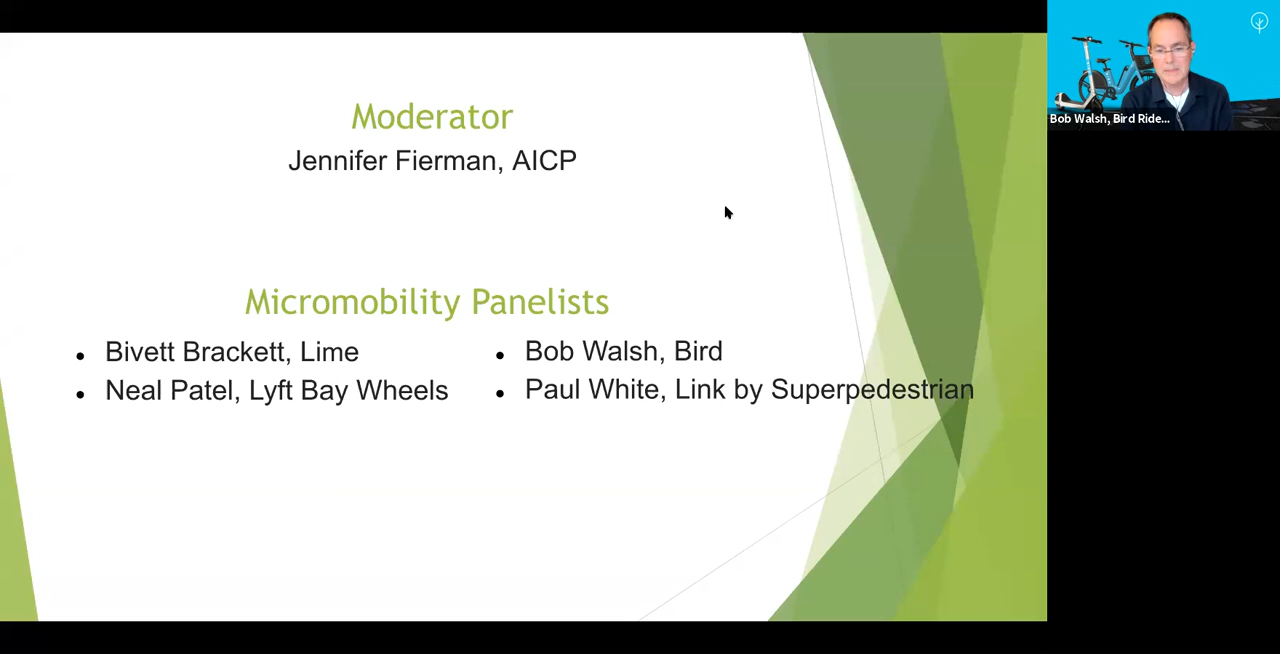 Moderator
Jennifer Fierman, AICP
Micromobility Panelists
• Bivett Brackett, Lime
• Neal Patel, Lyft Bay Wheels
• Bob Walsh, Bird
• Paul White, Link by Superpedestrian
Bob Walsh, Bird Ride...